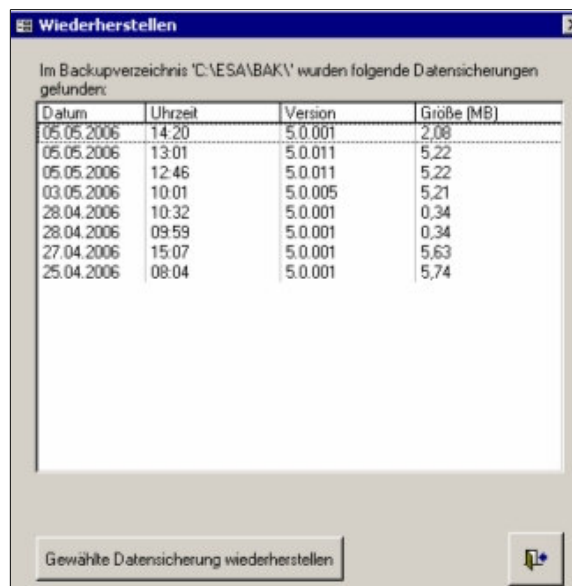 Wiederherstellen
Im Backupverzeichnis 'C:\ESA\BAK\' wurden folgende Datensicherungen
gefunden:
Datum Uhrzeit Version Größe (MB)
05.05.2006 14:20 5.0.001 2,08
05.05.2006 13:01 5.0.011 5,22
05.05.2006 12:46 5.0.011 5,22
03.05.2006 10:01 5.0.005 5,21
28.04.2006 10:32 5.0.001 0,34
28.04.2006 09:59 5.0.001 0,34
27.04.2006 15:07 5.0.001 5,63
25.04.2006 08:04 5.0.001 5,74
Gewählte Datensicherung wiederherstellen